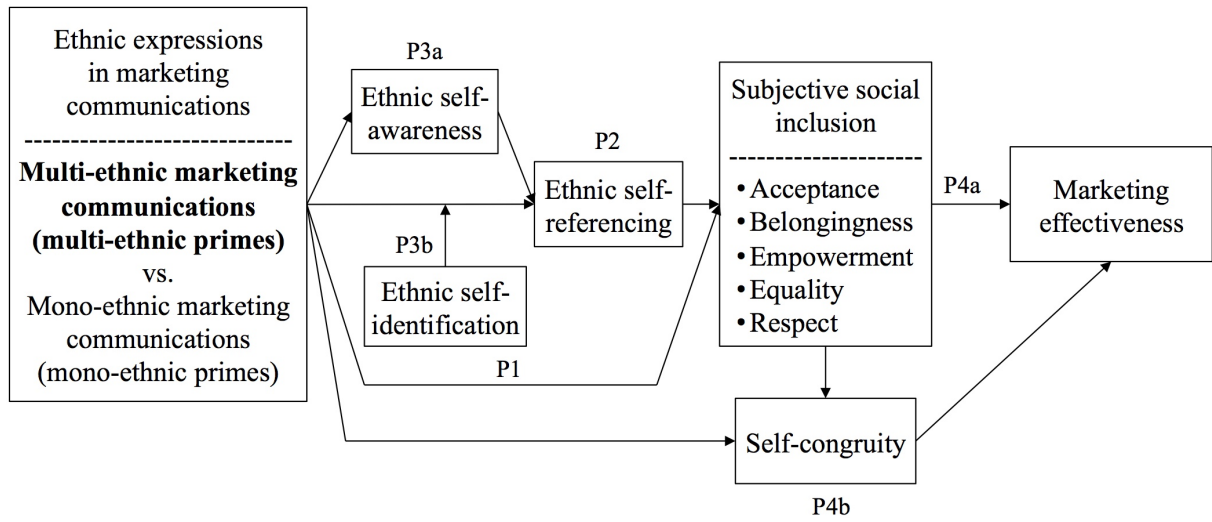 Ethnic expressions
in marketing
communications
Multi-ethnic marketing
communications
(multi-ethnic primes)
vs.
Mono-ethnic marketing
communications
(mono-ethnic primes)
P3a
Ethnic self-
awareness
P2
Ethnic self-
referencing
P3b
Ethnic self-
identification
P1
Subjective social
inclusion
• Acceptance
• Belongingness
• Empowerment
• Equality
• Respect
P4a
Marketing
effectiveness
Self-congruity
P4b